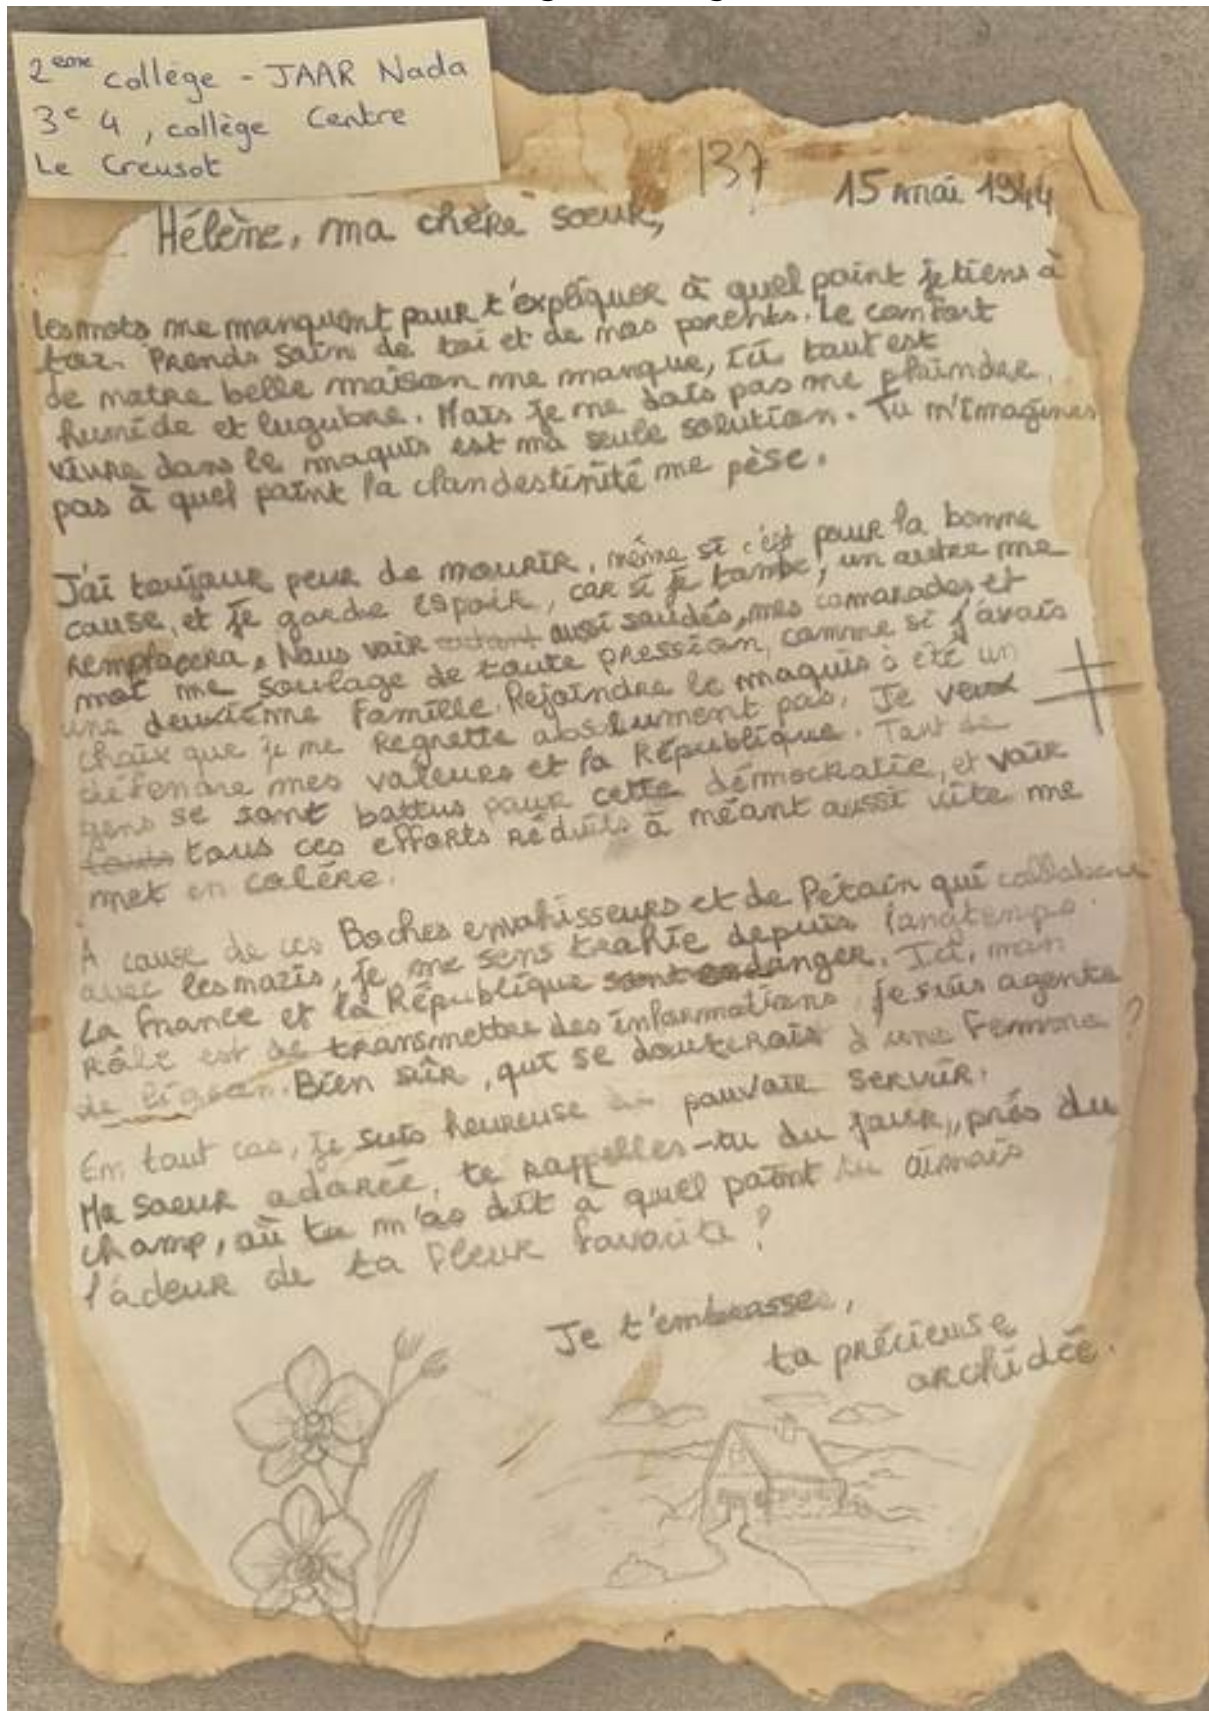 2ème collège - JAAR Nada
3e 4, collège Centre
Le Creusot
137
15 mai 1944
Hélène, ma chère sœur,
Les mots me manquent pour t'expliquer à quel point je tiens à
toi. Prends soin de toi et de nos parents. Le confort
de notre belle maison me manque, ici tout est
humide et lugubre. Mais je ne dois pas me plaindre,
vivre dans le maquis est ma seule solution. Tu n'imagines
pas à quel point la clandestinité me pèse.
J'ai toujour peur de mourir, même si c'est pour la bonne
cause, et je garde espoir, car si je tombe, un autre me
remplacera. Nous voir autant aussi soudés, mes camarades et
moi me soulage de toute pression, comme si j'avais
une deuxième famille. Rejoindre le maquis à été un
choix que je ne regrette abslument pas. Je veux
défendre mes valeurs et la République. Tant de
gens se sont battus pour cette démocratie, et voir
touts tous ces efforts réduits à néant aussi vite me
met en colère.
A cause de ces Boches envahisseurs et de Pétain qui collabore
avec les nazis, je me sens trahie depuis longtemps.
La France et la République sont en danger. Ici, mon
rôle est de transmettre des informations, je suis agente
de liaison. Bien sûr, qui se douterais d'une femme ?
En tout cas, je suis heureuse de pouvoir servir.
Ma sœur adorée, te rappelles-tu du jour, près du
champ, où tu m'as dit à quel point tu aimais
l'odeur de ta fleur favorite ?
Je t'embrasse,
ta précieuse
orchidée.